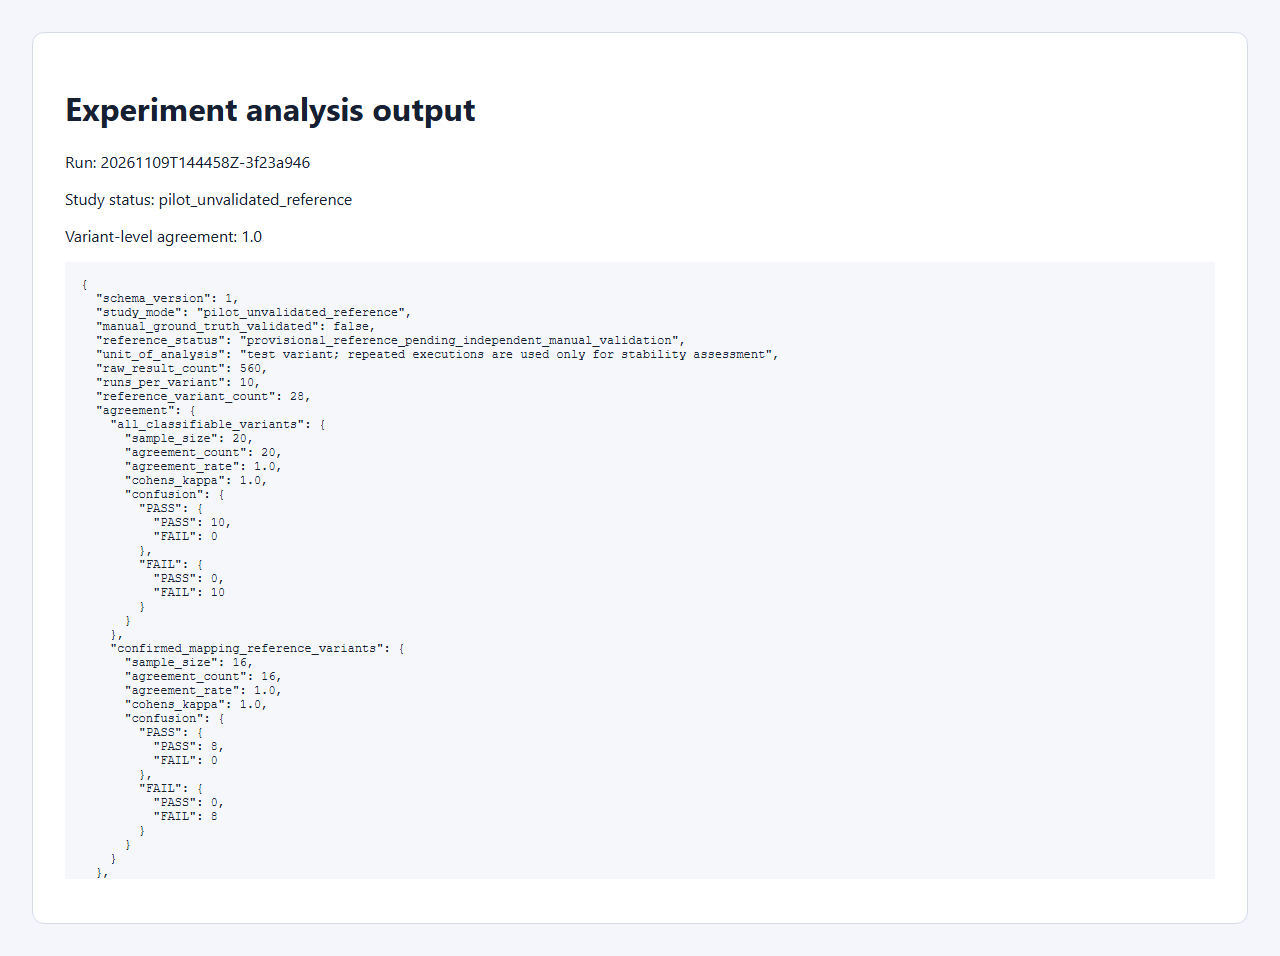 Experiment analysis output
Run: 20261109T144458Z-3f23a946
Study status: pilot_unvalidated_reference
Variant-level agreement: 1.0
{
  "schema_version": 1,
  "study_mode": "pilot_unvalidated_reference",
  "manual_ground_truth_validated": false,
  "reference_status": "provisional_reference_pending_independent_manual_validation",
  "unit_of_analysis": "test variant; repeated executions are used only for stability assessment",
  "raw_result_count": 560,
  "runs_per_variant": 10,
  "reference_variant_count": 28,
  "agreement": {
    "all_classifiable_variants": {
      "sample_size": 20,
      "agreement_count": 20,
      "agreement_rate": 1.0,
      "cohens_kappa": 1.0,
      "confusion": {
        "PASS": {
          "PASS": 10,
          "FAIL": 0
        },
        "FAIL": {
          "PASS": 0,
          "FAIL": 10
        }
      }
    },
    "confirmed_mapping_reference_variants": {
      "sample_size": 16,
      "agreement_count": 16,
      "agreement_rate": 1.0,
      "cohens_kappa": 1.0,
      "confusion": {
        "PASS": {
          "PASS": 8,
          "FAIL": 0
        },
        "FAIL": {
          "PASS": 0,
          "FAIL": 8
        }
      }
    }
  },